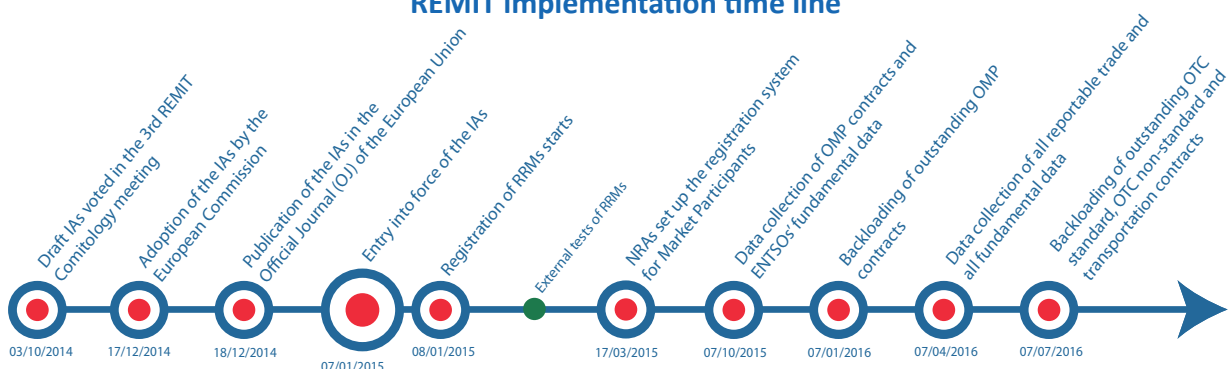 REMIT implementation time line
Draft IAs voted in the 3rd REMIT
Comitology meeting
03/10/2014
Adoption of the IAs by the
European Commission
17/12/2014
Publication of the IAs in the
Official Journal (OJ) of the European Union
18/12/2014
Entry into force of the IAs
07/01/2015
Registration of RRMs starts
08/01/2015
External tests of RRMs
NRAs set up the registration system
for Market Participants
17/03/2015
Data collection of OMP contracts and
ENTSOs' fundamental data
07/10/2015
Backloading of outstanding OMP
contracts
07/01/2016
Data collection of all reportable trade and
all fundamental data
07/04/2016
Backloading of outstanding OTC
standard, OTC non-standard and
transportation contracts
07/07/2016